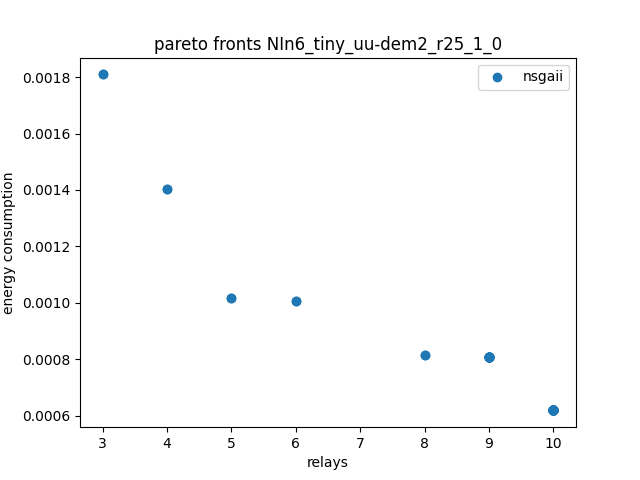 pareto fronts NIn6_tiny_uu-dem2_r25_1_0
nsgaii
0.0018
0.0016
0.0014
0.0012
0.0010
0.0008
0.0006
energy consumption
3 4 5 6 7 8 9 10
relays